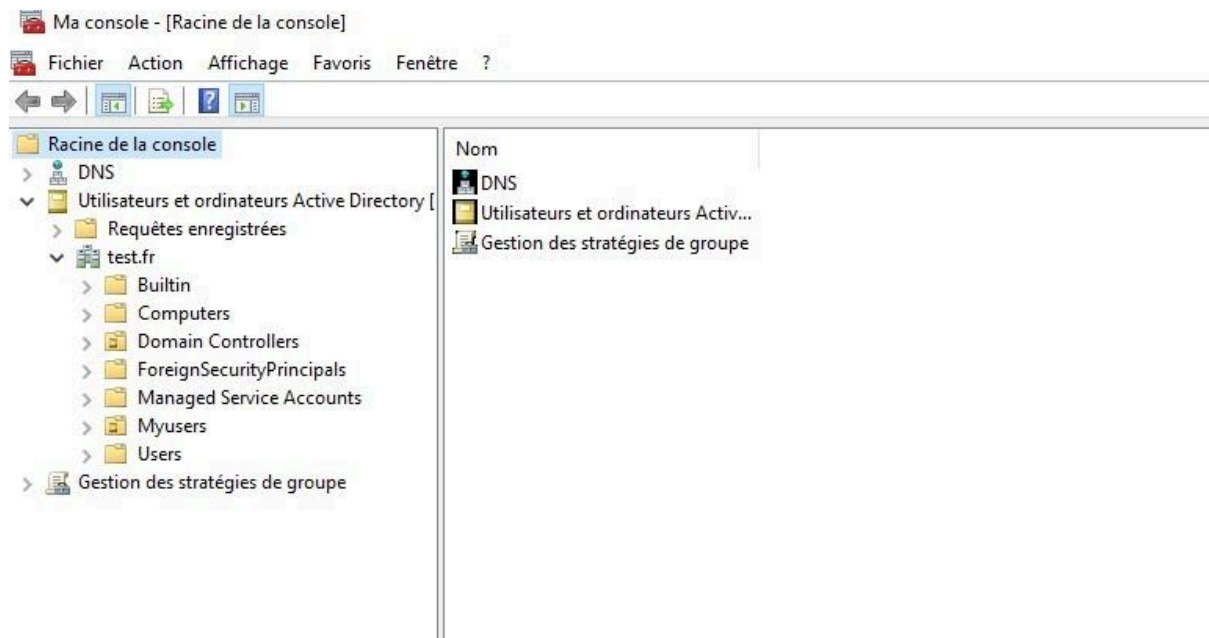 Ma console - [Racine de la console]
Fichier Action Affichage Favoris Fenêtre ?
Racine de la console
DNS
Utilisateurs et ordinateurs Active Directory [
Requêtes enregistrées
test.fr
Builtin
Computers
Domain Controllers
ForeignSecurityPrincipals
Managed Service Accounts
Myusers
Users
Gestion des stratégies de groupe
Nom
DNS
Utilisateurs et ordinateurs Activ...
Gestion des stratégies de groupe